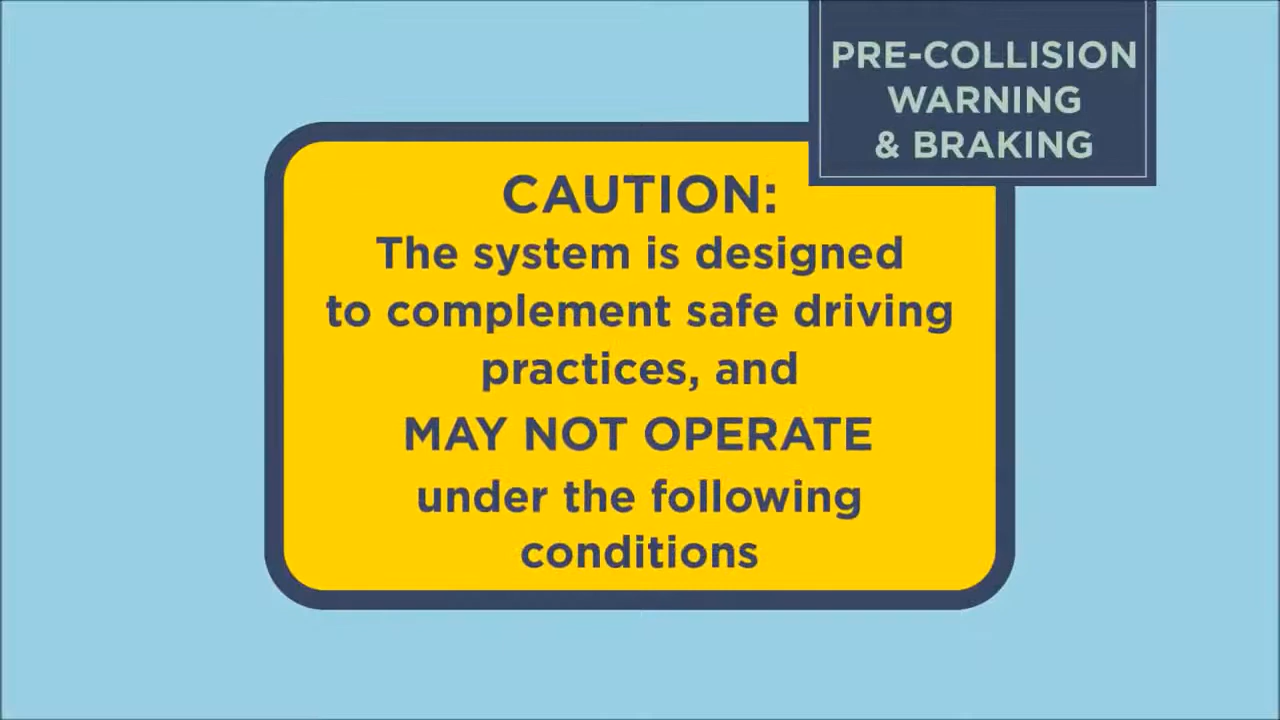 PRE-COLLISION
WARNING
& BRAKING
CAUTION:
The system is designed
to complement safe driving
practices, and
MAY NOT OPERATE
under the following
conditions